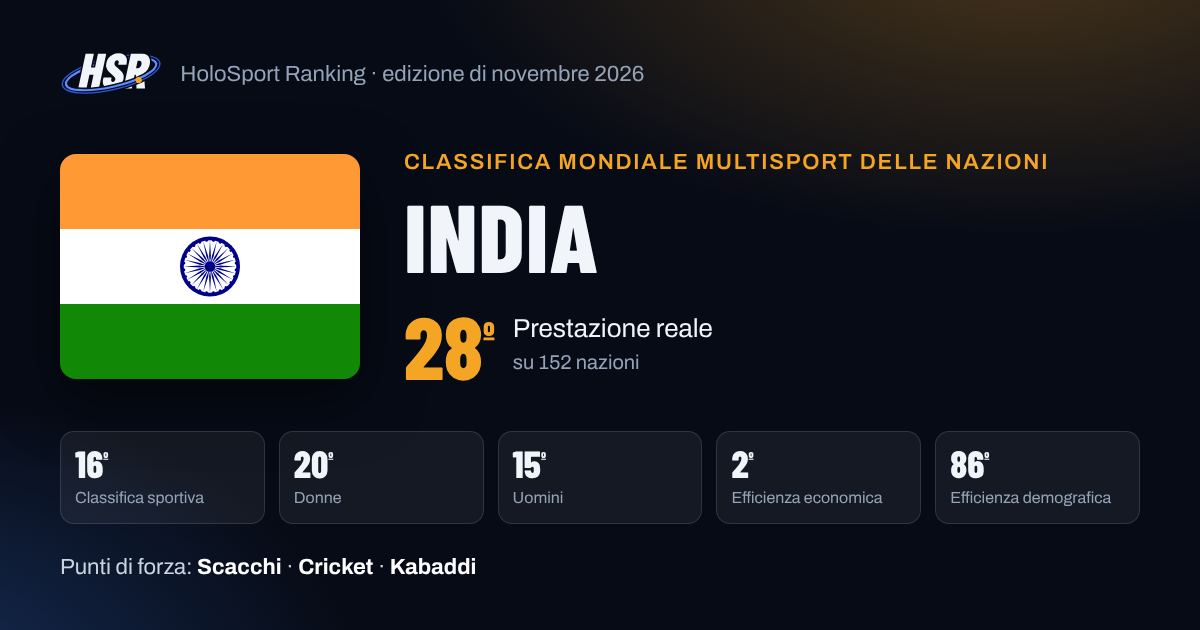 HSR
HoloSport Ranking · edizione di novembre 2026
CLASSIFICA MONDIALE MULTISPORT DELLE NAZIONI
INDIA
28º Prestazione reale
su 152 nazioni
16º
Classifica sportiva
20º
Donne
15º
Uomini
2º
Efficienza economica
86º
Efficienza demografica
Punti di forza: Scacchi · Cricket · Kabaddi